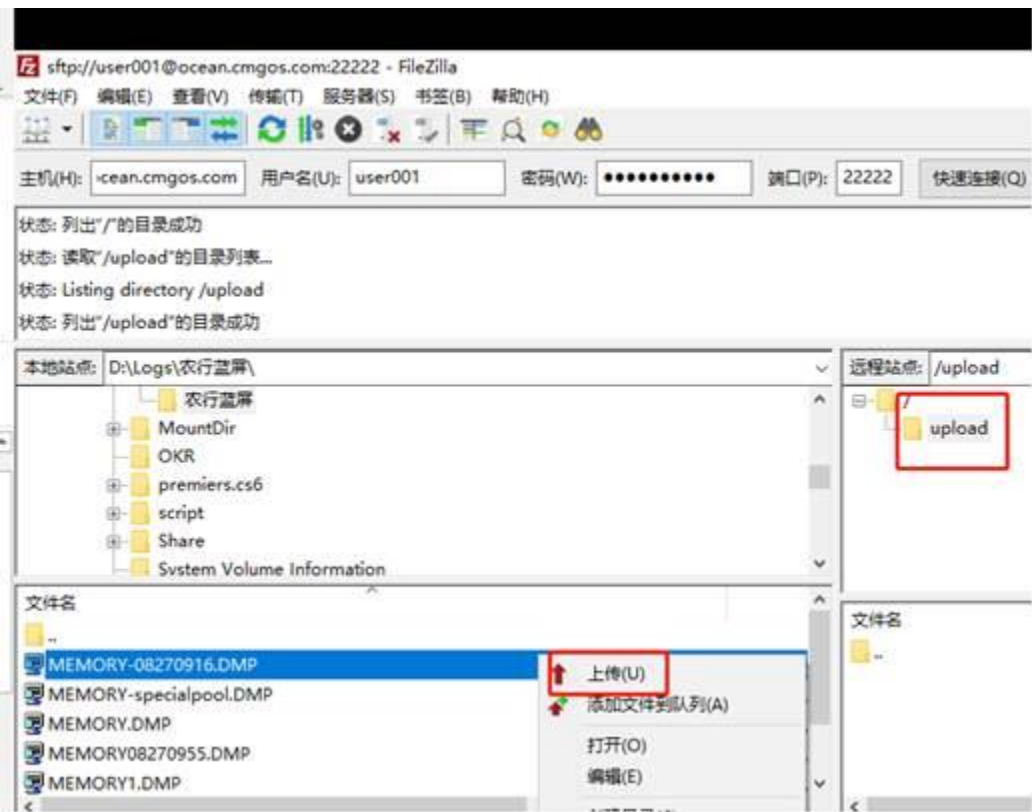 sftp://user001@ocean.cmgos.com:22222 - FileZilla
文件(F) 编辑(E) 查看(V) 传输(T) 服务器(S) 书签(B) 帮助(H)
主机(H): cean.cmgos.com 用户名(U): user001 密码(W): ●●●●●●●●●● 端口(P): 22222 快速连接(Q)
状态: 列出"/"的目录成功
状态: 读取"/upload"的目录列表...
状态: Listing directory /upload
状态: 列出"/upload"的目录成功
本地站点: D:\Logs\农行蓝屏\
农行蓝屏
MountDir
OKR
premiers.cs6
script
Share
System Volume Information
远程站点: /upload
/
upload
文件名
..
MEMORY-08270916.DMP
MEMORY-specialpool.DMP
MEMORY.DMP
MEMORY08270955.DMP
MEMORY1.DMP
上传(U)
添加文件到队列(A)
打开(O)
编辑(E)
文件名
..